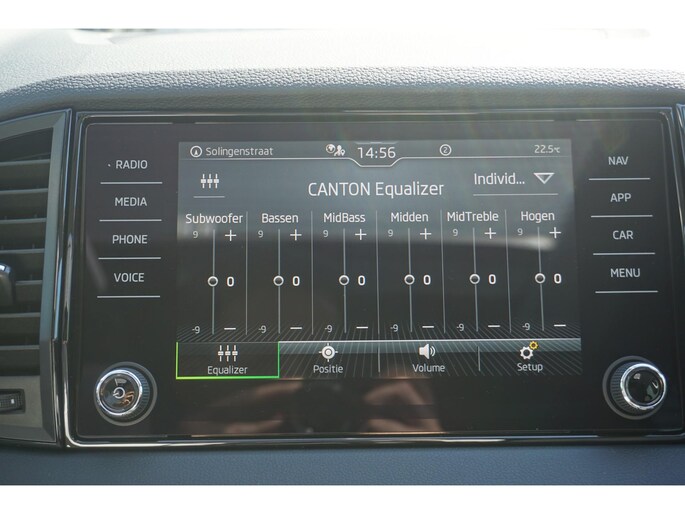 Solingenstraat 14:56 2 22.5°C
CANTON Equalizer Individ...
Subwoofer Bassen MidBass Midden MidTreble Hogen
9 + 9 + 9 + 9 + 9 + 9 +
0 0 0 0 0 0
-9 — -9 — -9 — -9 — -9 — -9 —
Equalizer Positie Volume Setup
RADIO
MEDIA
PHONE
VOICE
NAV
APP
CAR
MENU